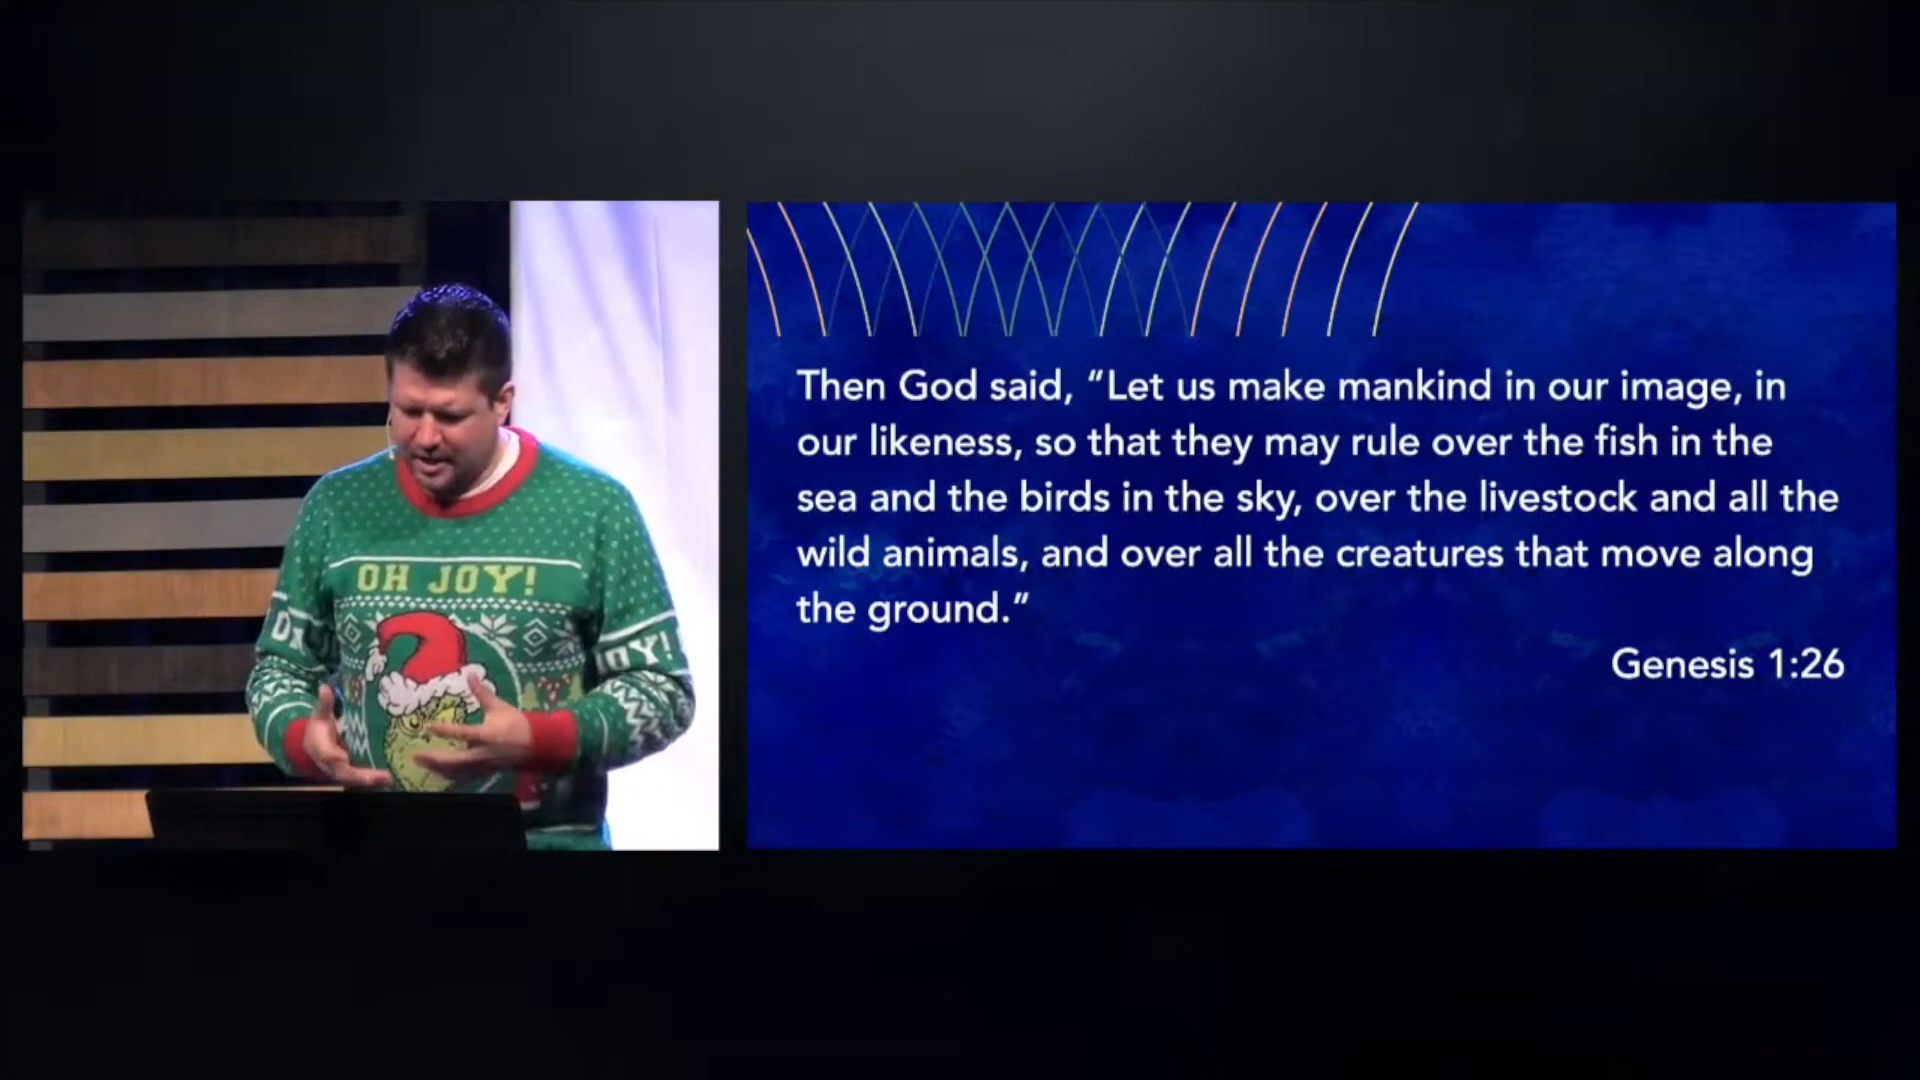 OH JOY!
OY!
Then God said, “Let us make mankind in our image, in
our likeness, so that they may rule over the fish in the
sea and the birds in the sky, over the livestock and all the
wild animals, and over all the creatures that move along
the ground.”
Genesis 1:26